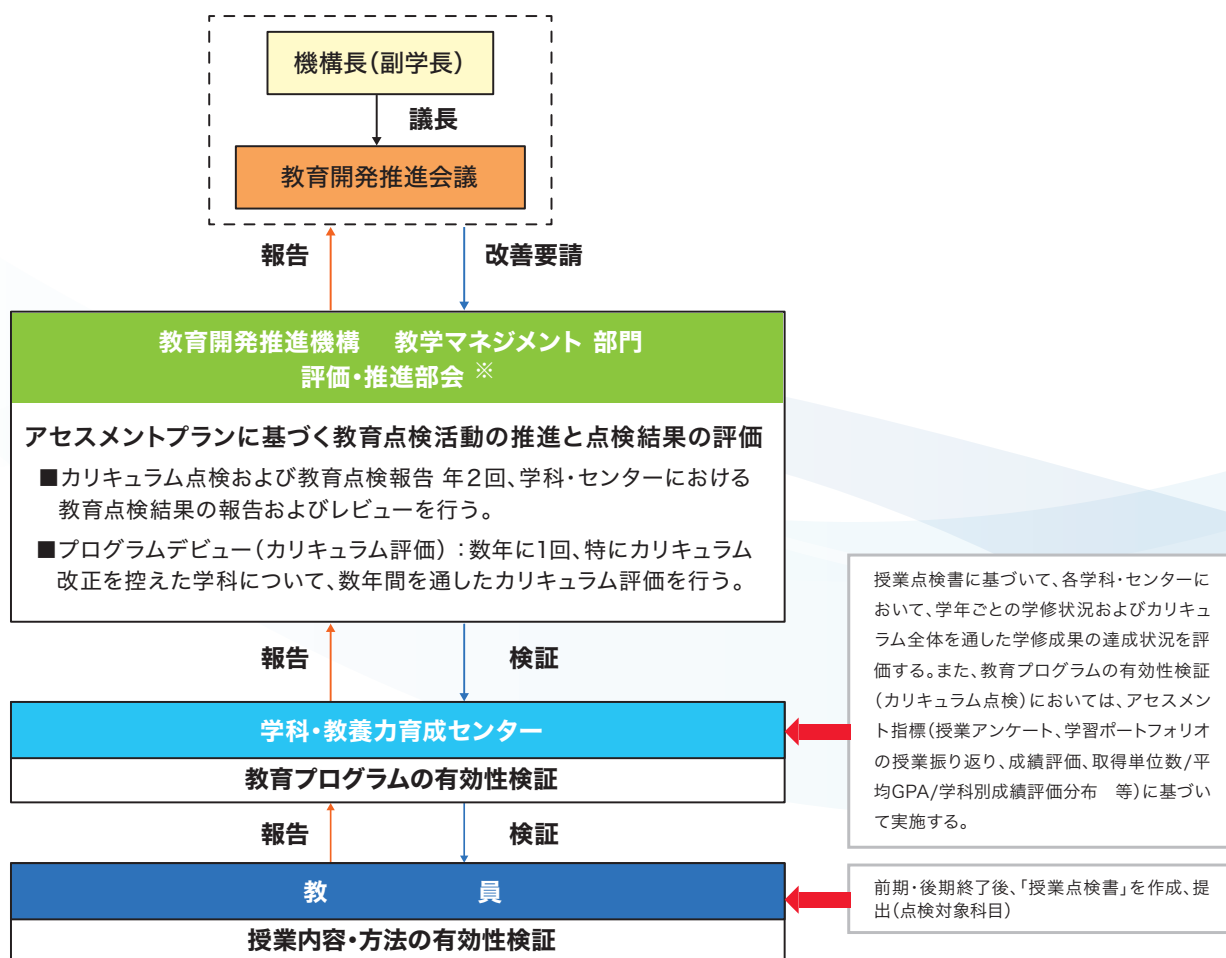 機構長(副学長)
議長
教育開発推進会議
報告
改善要請
教育開発推進機構　教学マネジメント 部門
評価・推進部会 ※
アセスメントプランに基づく教育点検活動の推進と点検結果の評価
■カリキュラム点検および教育点検報告 年2回、学科・センターにおける
教育点検結果の報告およびレビューを行う。
■プログラムデビュー(カリキュラム評価) :数年に1回、特にカリキュラム
改正を控えた学科について、数年間を通したカリキュラム評価を行う。
報告
検証
学科・教養力育成センター
教育プログラムの有効性検証
授業点検書に基づいて、各学科・センターに
おいて、学年ごとの学修状況およびカリキュ
ラム全体を通した学修成果の達成状況を評
価する。また、教育プログラムの有効性検証
(カリキュラム点検)においては、アセスメン
ト指標(授業アンケート、学習ポートフォリオ
の授業振り返り、成績評価、取得単位数/平
均GPA/学科別成績評価分布　等)に基づい
て実施する。
報告
検証
教　員
授業内容・方法の有効性検証
前期・後期終了後、「授業点検書」を作成、提
出(点検対象科目)